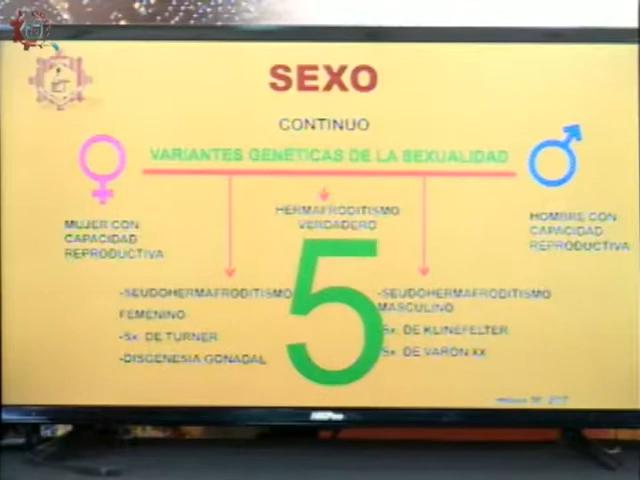 SEXO
CONTINUO
VARIANTES GENETICAS DE LA SEXUALIDAD
HERMAFRODITISMO
VERDADERO
MUJER CON
CAPACIDAD
REPRODUCTIVA
HOMBRE CON
CAPACIDAD
REPRODUCTIVA
5
-SEUDOHERMAFRODITISMO
FEMENINO
-Sx. DE TURNER
-DISGENESIA GONADAL
-SEUDOHERMAFRODITISMO
MASCULINO
Sx. DE KLINEFELTER
Sx. DE VARON XX